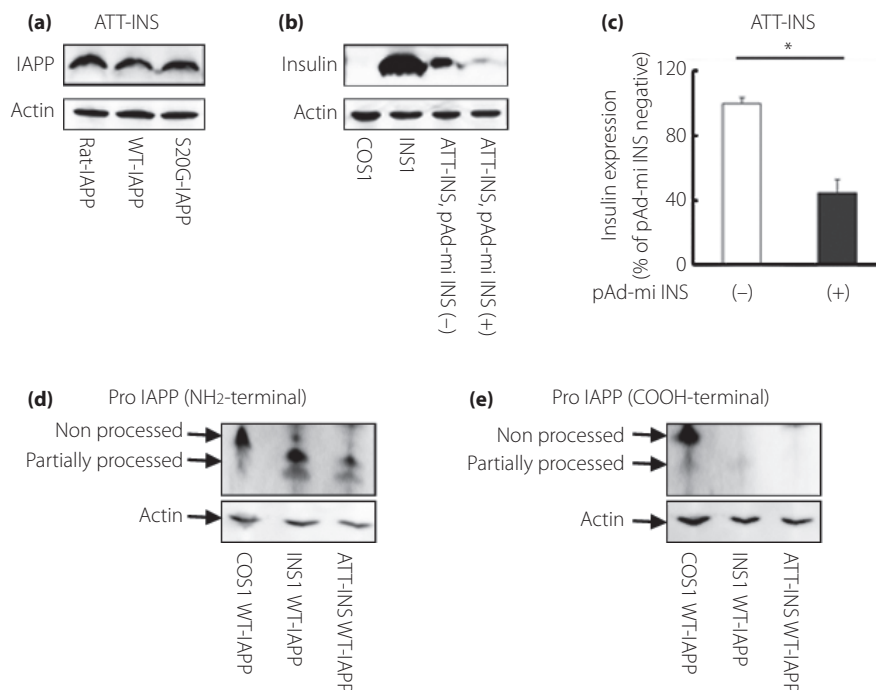 (a)
ATT-INS
IAPP
Actin
Rat-IAPP
WT-IAPP
S20G-IAPP
(b)
Insulin
Actin
COS1
INS1
ATT-INS, pAd-mi INS (−)
ATT-INS, pAd-mi INS (+)
(c)
ATT-INS
*
Insulin expression
(% of pAd-mi INS negative)
120
80
40
0
pAd-mi INS
(−)
(+)
(d)
Pro IAPP (NH2-terminal)
Non processed
Partially processed
Actin
COS1 WT-IAPP
INS1 WT-IAPP
ATT-INS WT-IAPP
(e)
Pro IAPP (COOH-terminal)
Non processed
Partially processed
Actin
COS1 WT-IAPP
INS1 WT-IAPP
ATT-INS WT-IAPP